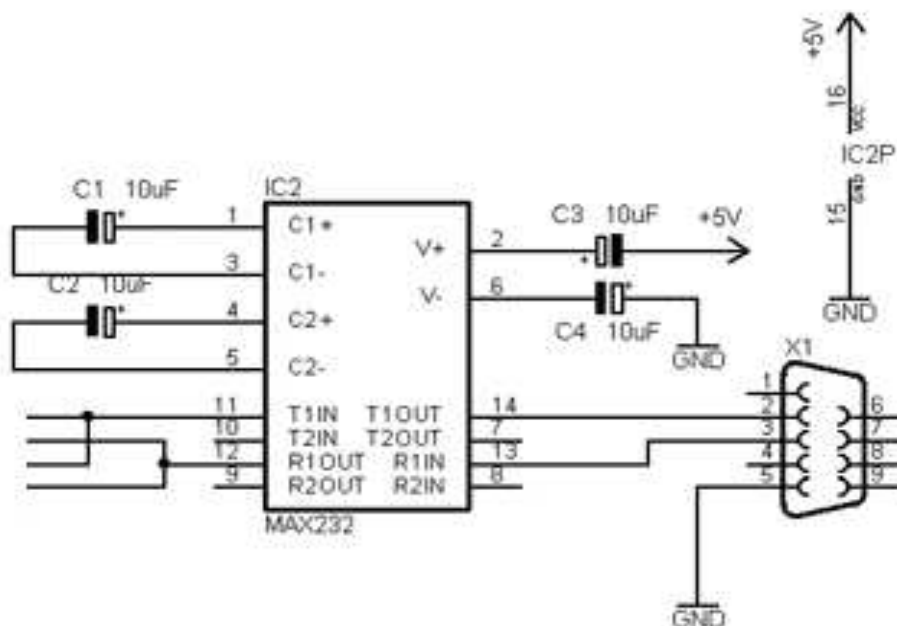 +5V
16
VCC
IC2P
15
GND
GND
C1 10uF
1
3
C2 10uF
4
5
IC2
C1+
C1-
C2+
C2-
V+
V-
2
6
C3 10uF
+5V
C4 10uF
GND
11
10
12
9
T1IN
T2IN
R1OUT
R2OUT
T1OUT
T2OUT
R1IN
R2IN
14
7
13
8
MAX232
X1
1
2
3
4
5
6
7
8
9
GND